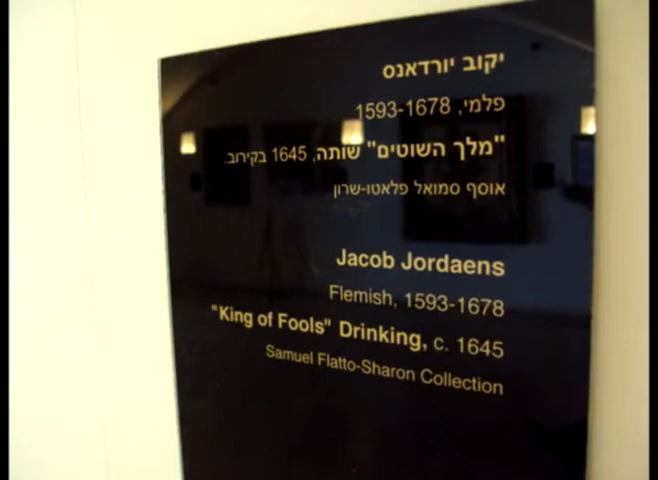 יקוב יורדאנס
פלמי, 1593-1678
"מלך השוטים" שותה, 1645 בקירוב.
אוסף סמואל פלאטו-שרון
Jacob Jordaens
Flemish, 1593-1678
"King of Fools" Drinking, c. 1645
Samuel Flatto-Sharon Collection